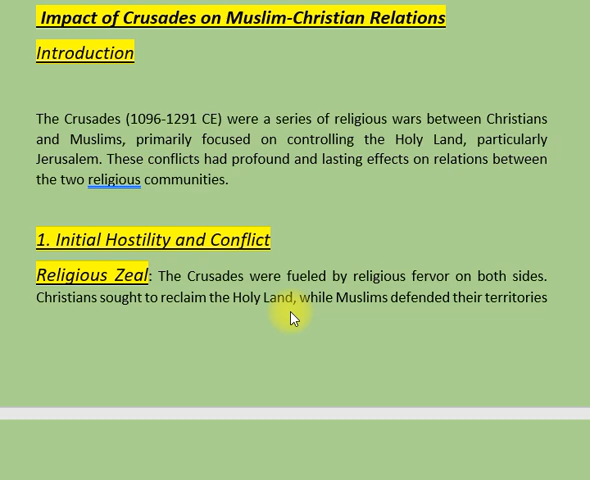 Impact of Crusades on Muslim-Christian Relations
Introduction
The Crusades (1096-1291 CE) were a series of religious wars between Christians
and Muslims, primarily focused on controlling the Holy Land, particularly
Jerusalem. These conflicts had profound and lasting effects on relations between
the two religious communities.
1. Initial Hostility and Conflict
Religious Zeal: The Crusades were fueled by religious fervor on both sides.
Christians sought to reclaim the Holy Land, while Muslims defended their territories